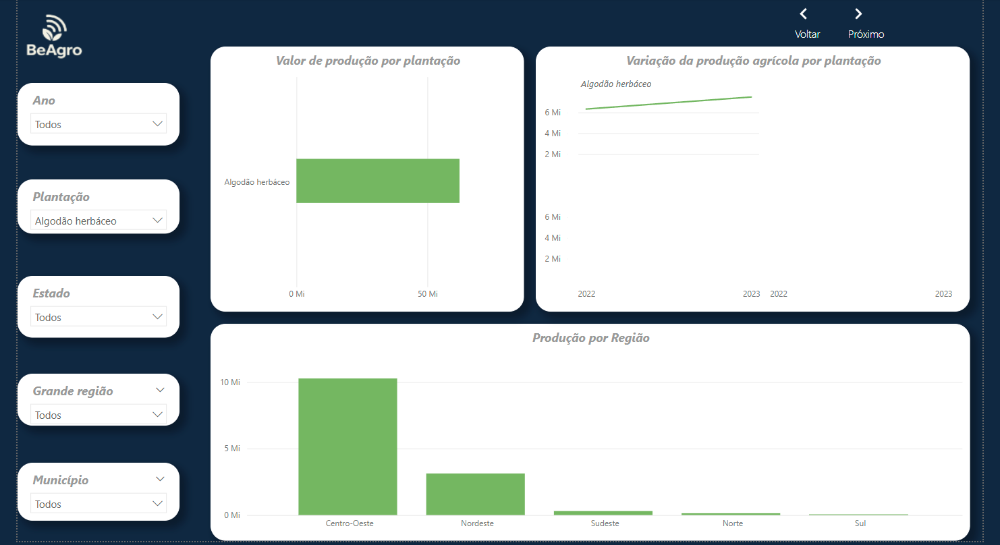 BeAgro
Voltar
Próximo
Ano
Todos
Plantação
Algodão herbáceo
Estado
Todos
Grande região
Todos
Município
Todos
Valor de produção por plantação
Algodão herbáceo
0 Mi
50 Mi
Variação da produção agrícola por plantação
Algodão herbáceo
6 Mi
4 Mi
2 Mi
6 Mi
4 Mi
2 Mi
2022
2023
2022
2023
Produção por Região
10 Mi
5 Mi
0 Mi
Centro-Oeste
Nordeste
Sudeste
Norte
Sul